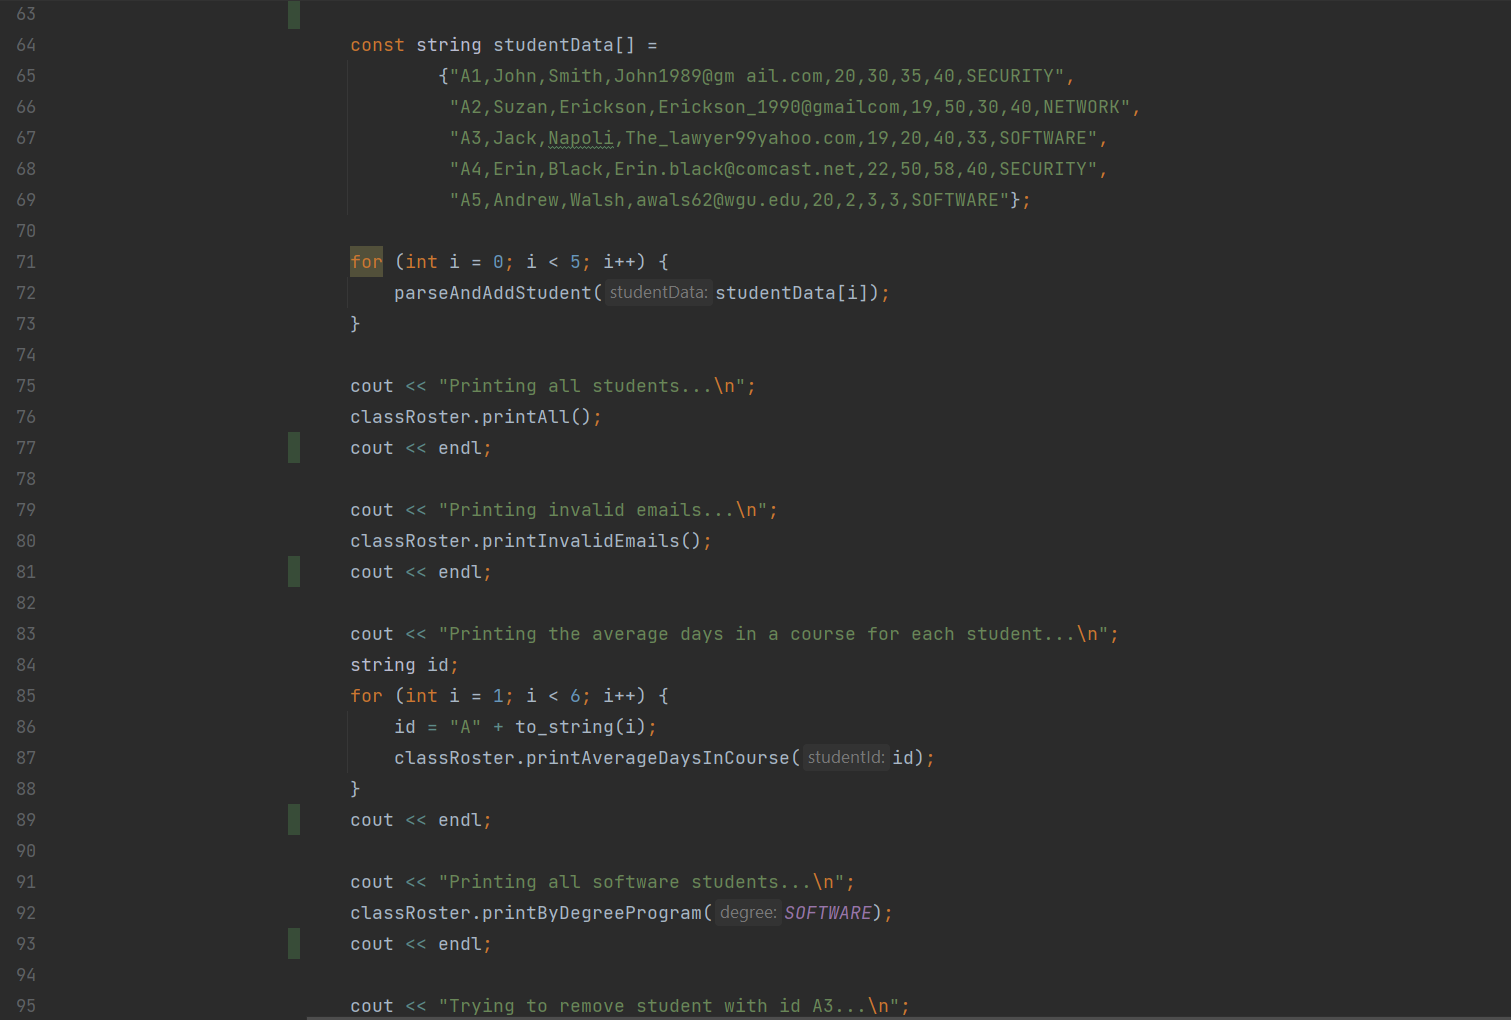 63
64 const string studentData[] =
65 {"A1,John,Smith,John1989@gm ail.com,20,30,35,40,SECURITY",
66 "A2,Suzan,Erickson,Erickson_1990@gmailcom,19,50,30,40,NETWORK",
67 "A3,Jack,Napoli,The_lawyer99yahoo.com,19,20,40,33,SOFTWARE",
68 "A4,Erin,Black,Erin.black@comcast.net,22,50,58,40,SECURITY",
69 "A5,Andrew,Walsh,awals62@wgu.edu,20,2,3,3,SOFTWARE"};
70
71 for (int i = 0; i < 5; i++) {
72 parseAndAddStudent( studentData: studentData[i]);
73 }
74
75 cout << "Printing all students...\n";
76 classRoster.printAll();
77 cout << endl;
78
79 cout << "Printing invalid emails...\n";
80 classRoster.printInvalidEmails();
81 cout << endl;
82
83 cout << "Printing the average days in a course for each student...\n";
84 string id;
85 for (int i = 1; i < 6; i++) {
86 id = "A" + to_string(i);
87 classRoster.printAverageDaysInCourse( studentId: id);
88 }
89 cout << endl;
90
91 cout << "Printing all software students...\n";
92 classRoster.printByDegreeProgram( degree: SOFTWARE);
93 cout << endl;
94
95 cout << "Trying to remove student with id A3...\n";